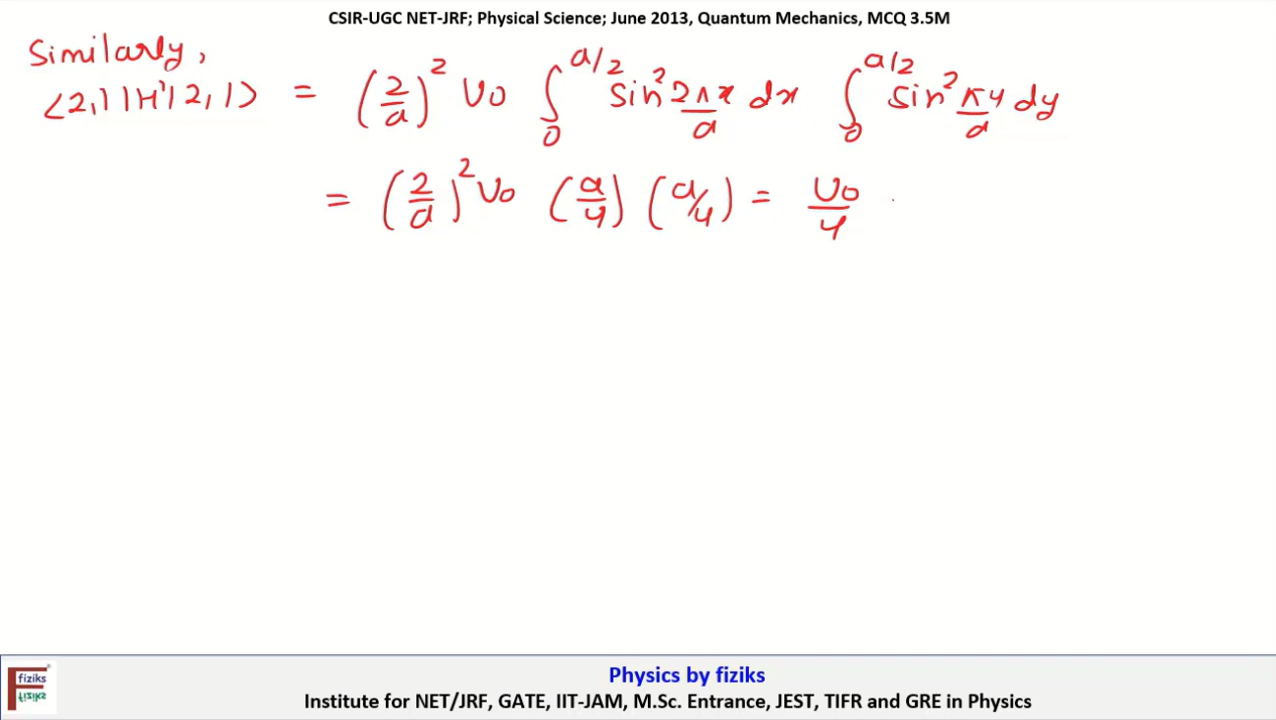 CSIR-UGC NET-JRF; Physical Science; June 2013, Quantum Mechanics, MCQ 3.5M
Similarly,
⟨2,1|H'|2,1⟩ = (2/a)² V₀ ∫₀^{a/2} sin² 2πx/a dx ∫₀^{a/2} sin² πy/a dy
= (2/a)² V₀ (a/4) (a/4) = V₀/4
fiziks
fiziks
Physics by fiziks
Institute for NET/JRF, GATE, IIT-JAM, M.Sc. Entrance, JEST, TIFR and GRE in Physics